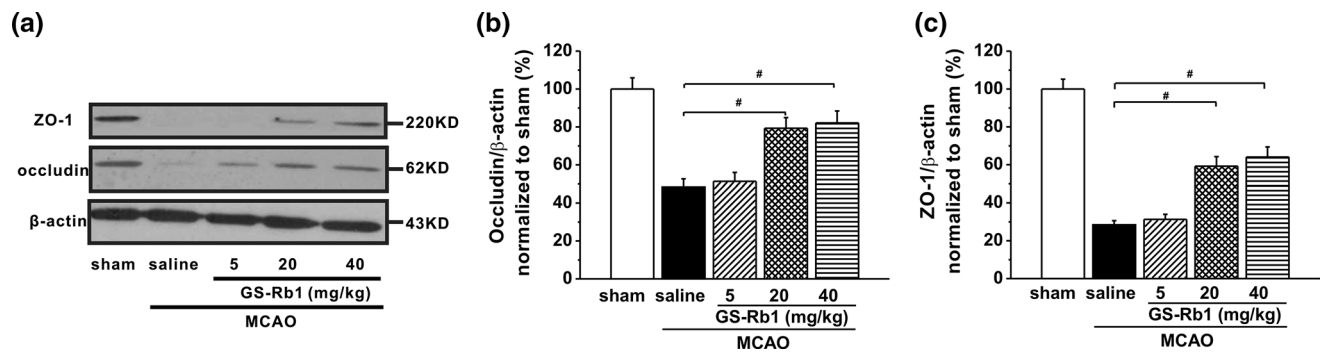 (a)
ZO-1
220KD
occludin
62KD
β-actin
43KD
sham saline 5 20 40
GS-Rb1 (mg/kg)
MCAO
(b)
Occludin/β-actin
normalized to sham (%)
120
100
80
60
40
20
0
#
#
sham saline 5 20 40
GS-Rb1 (mg/kg)
MCAO
(c)
ZO-1/β-actin
normalized to sham (%)
120
100
80
60
40
20
0
#
#
sham saline 5 20 40
GS-Rb1 (mg/kg)
MCAO